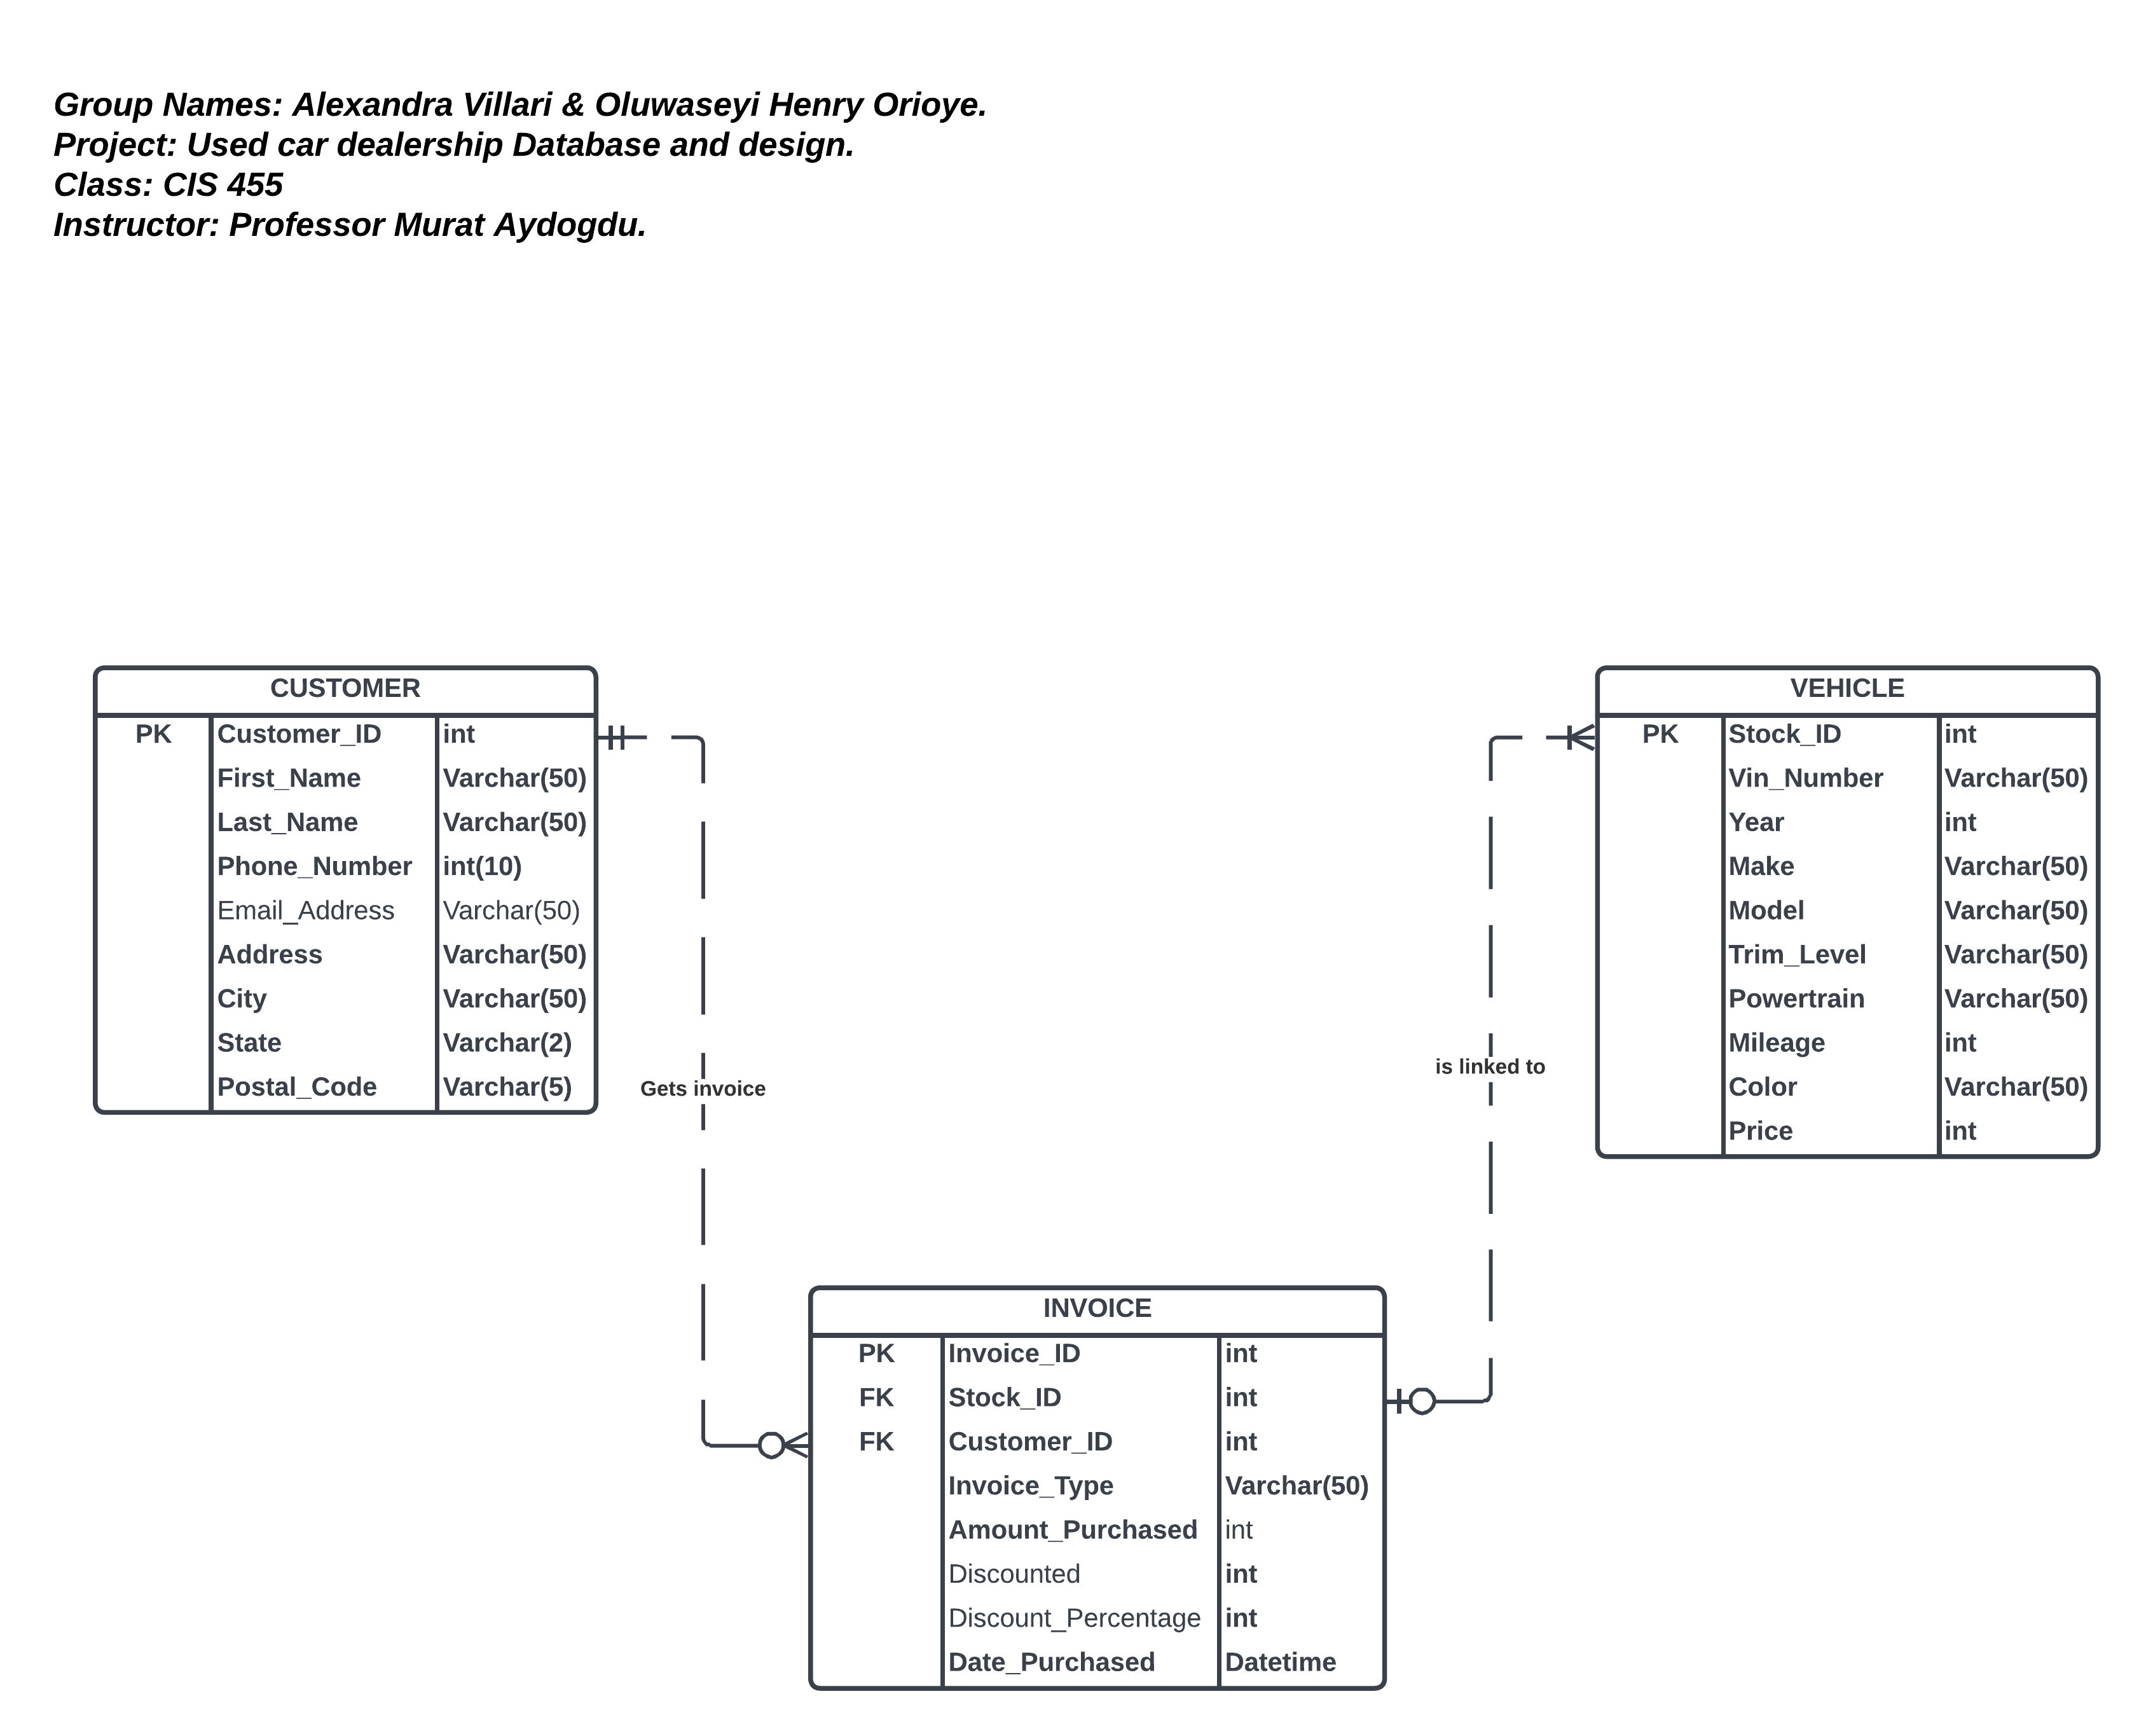 Group Names: Alexandra Villari & Oluwaseyi Henry Orioye.
Project: Used car dealership Database and design.
Class: CIS 455
Instructor: Professor Murat Aydogdu.
CUSTOMER
PK Customer_ID int
First_Name Varchar(50)
Last_Name Varchar(50)
Phone_Number int(10)
Email_Address Varchar(50)
Address Varchar(50)
City Varchar(50)
State Varchar(2)
Postal_Code Varchar(5)
Gets invoice
is linked to
VEHICLE
PK Stock_ID int
Vin_Number Varchar(50)
Year int
Make Varchar(50)
Model Varchar(50)
Trim_Level Varchar(50)
Powertrain Varchar(50)
Mileage int
Color Varchar(50)
Price int
INVOICE
PK Invoice_ID int
FK Stock_ID int
FK Customer_ID int
Invoice_Type Varchar(50)
Amount_Purchased int
Discounted int
Discount_Percentage int
Date_Purchased Datetime